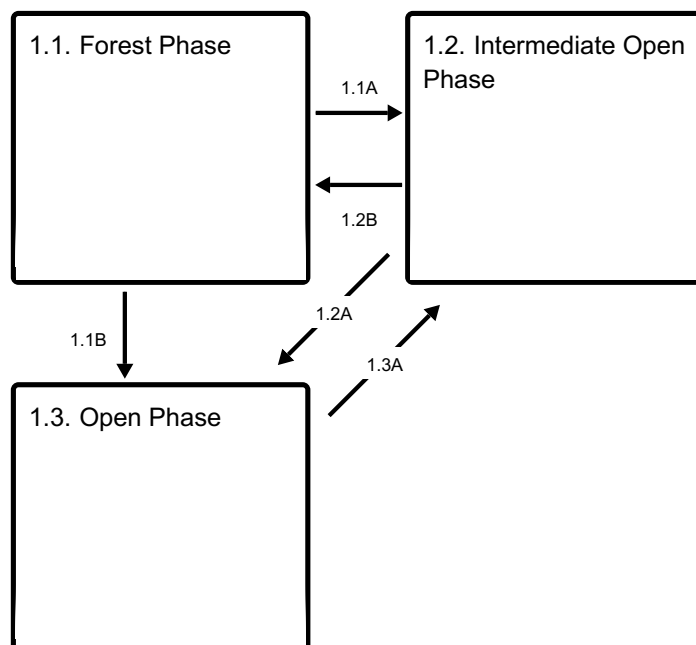 1.1. Forest Phase
1.2. Intermediate Open
Phase
1.1A
1.2B
1.2A
1.3A
1.1B
1.3. Open Phase